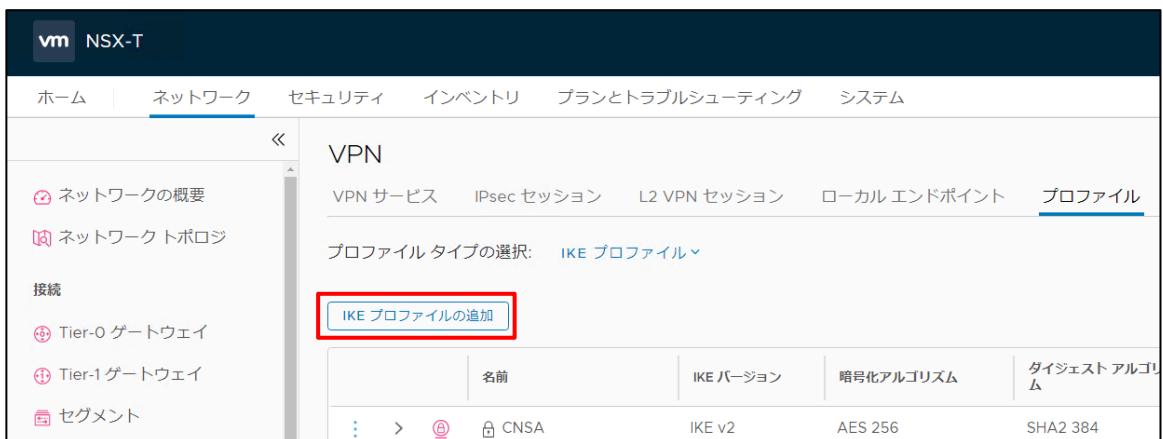 vm NSX-T
ホーム ネットワーク セキュリティ インベントリ プランとトラブルシューティング システム
«
VPN
VPN サービス IPsec セッション L2 VPN セッション ローカル エンドポイント プロファイル
プロファイル タイプの選択: IKE プロファイル
IKE プロファイルの追加
名前 IKE バージョン 暗号化アルゴリズム ダイジェスト アルゴリ
ム
CNSA IKE v2 AES 256 SHA2 384
ネットワークの概要
ネットワーク トポロジ
接続
Tier-0 ゲートウェイ
Tier-1 ゲートウェイ
セグメント